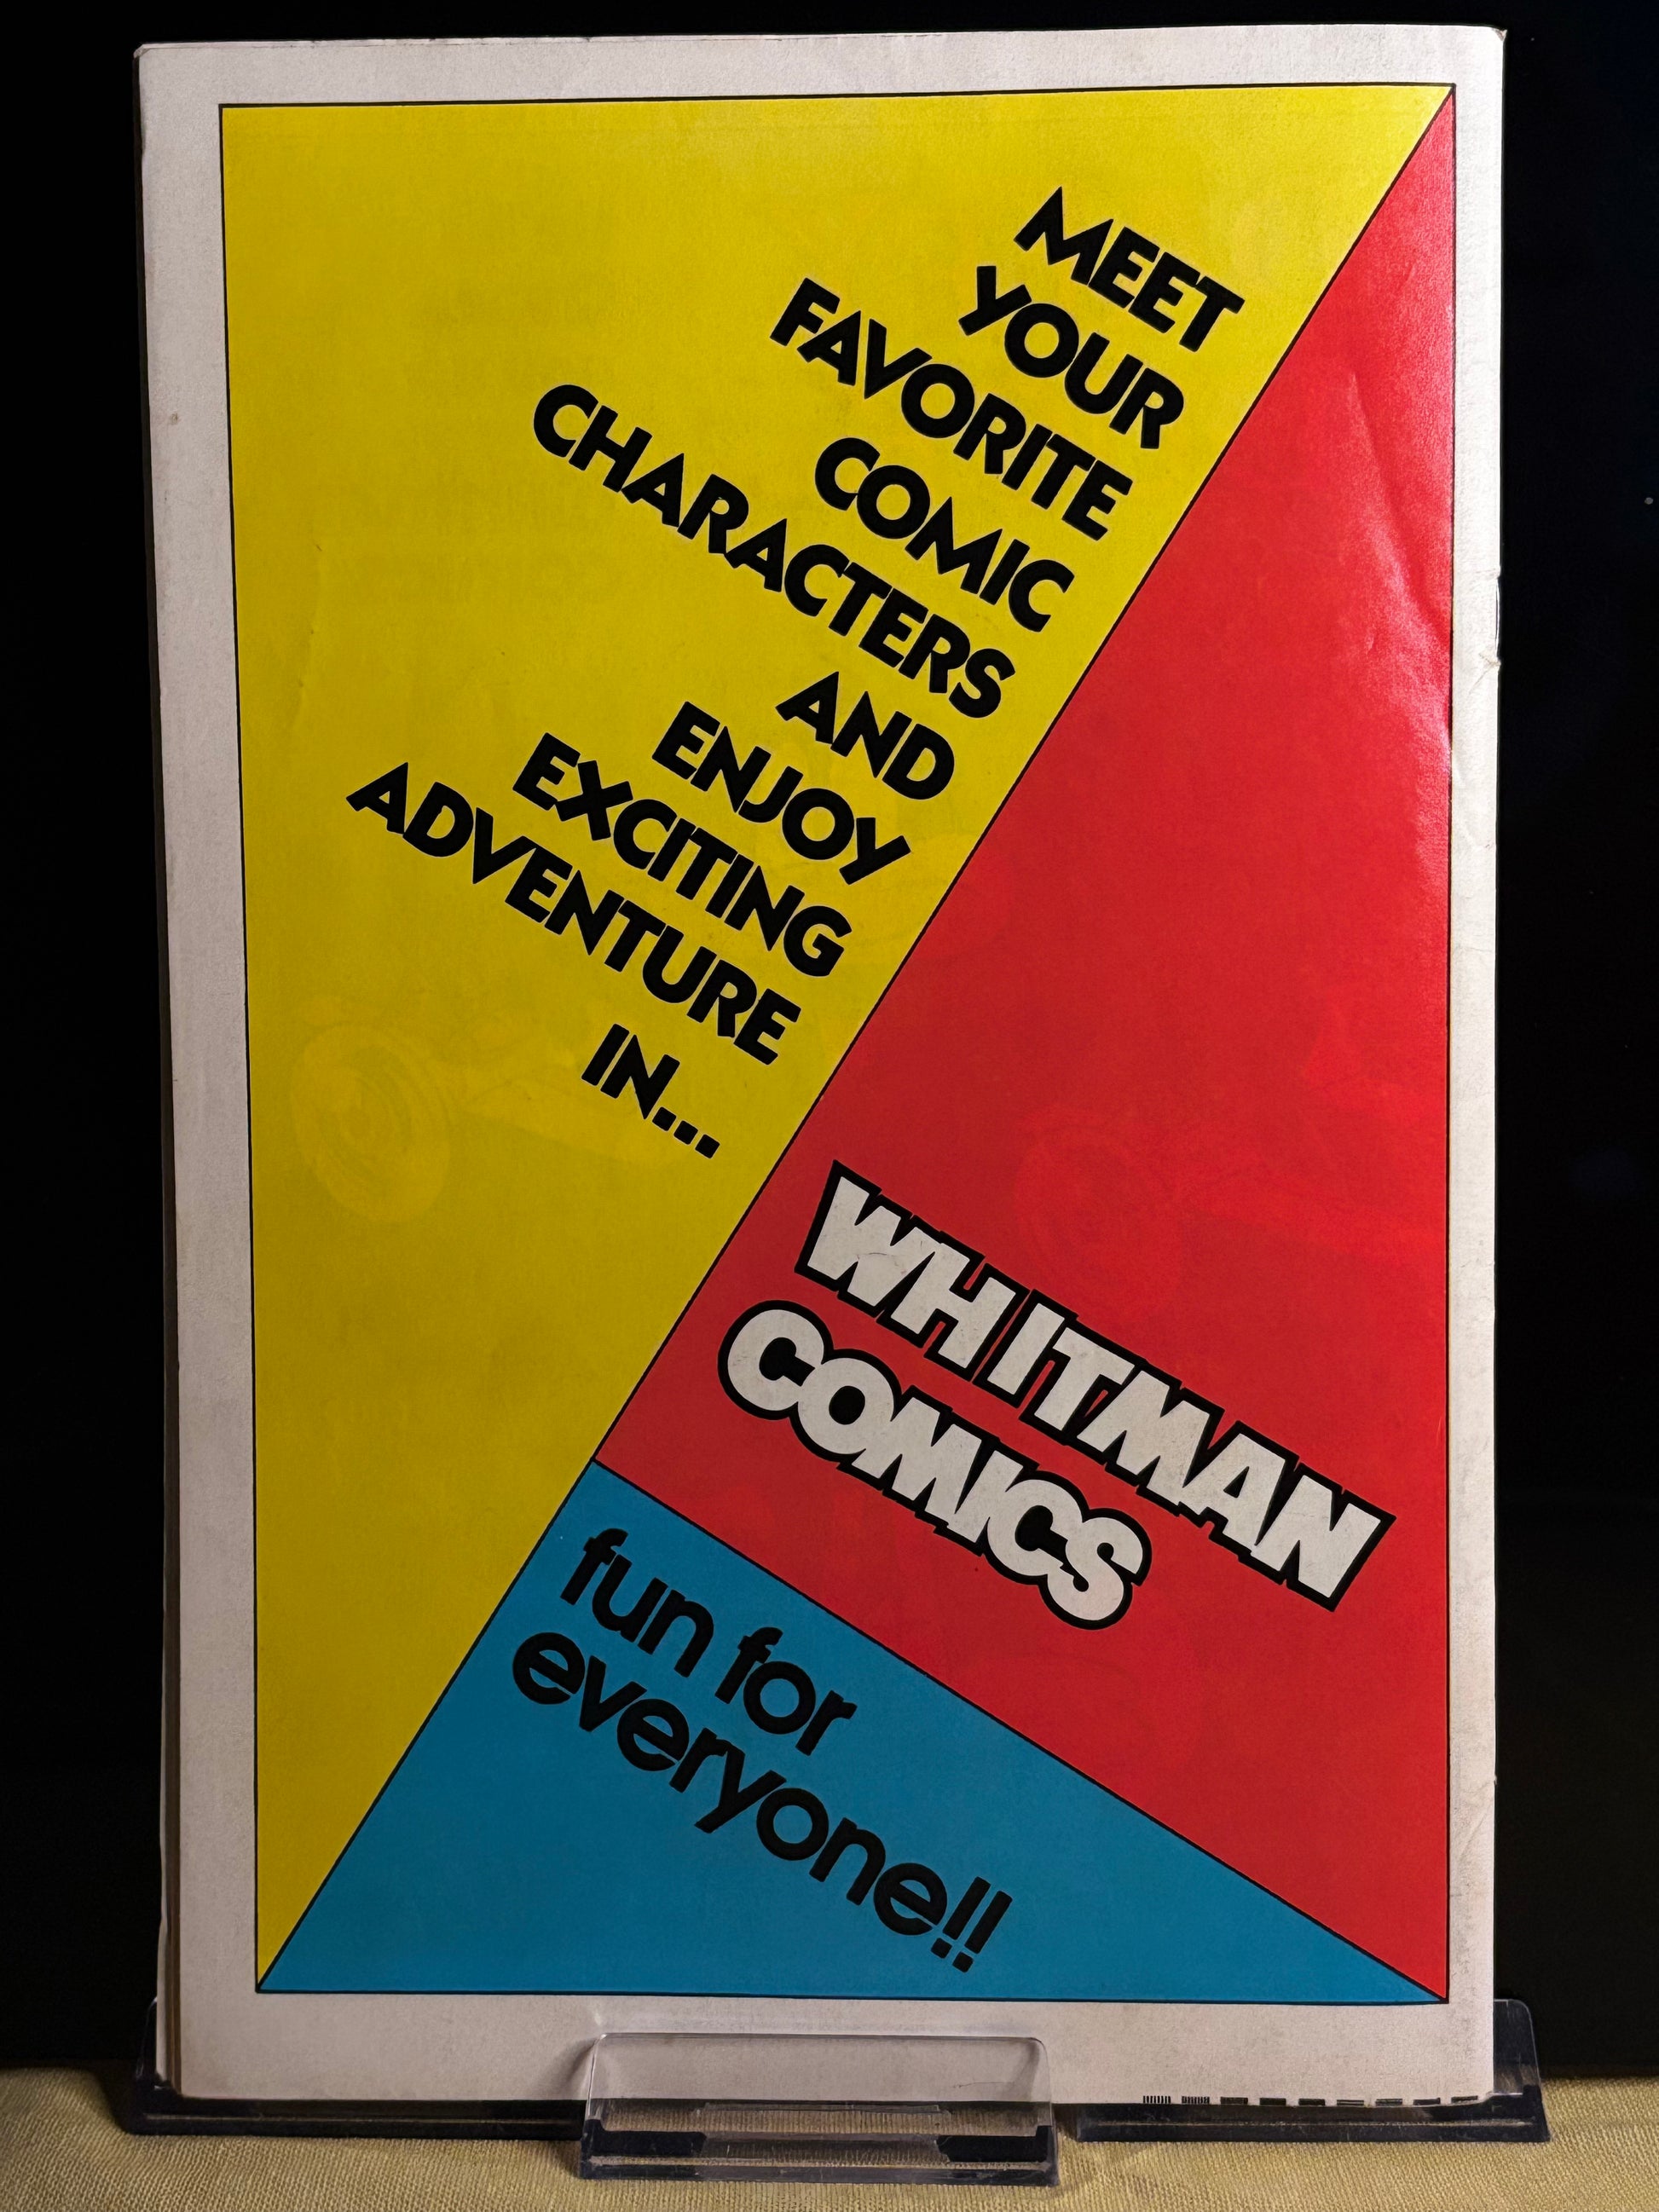 MEET
YOUR
FAVORITE
COMIC
CHARACTERS
AND
ENJOY
EXCITING
ADVENTURE
IN...
WHITMAN
COMICS
fun for
everyone!!